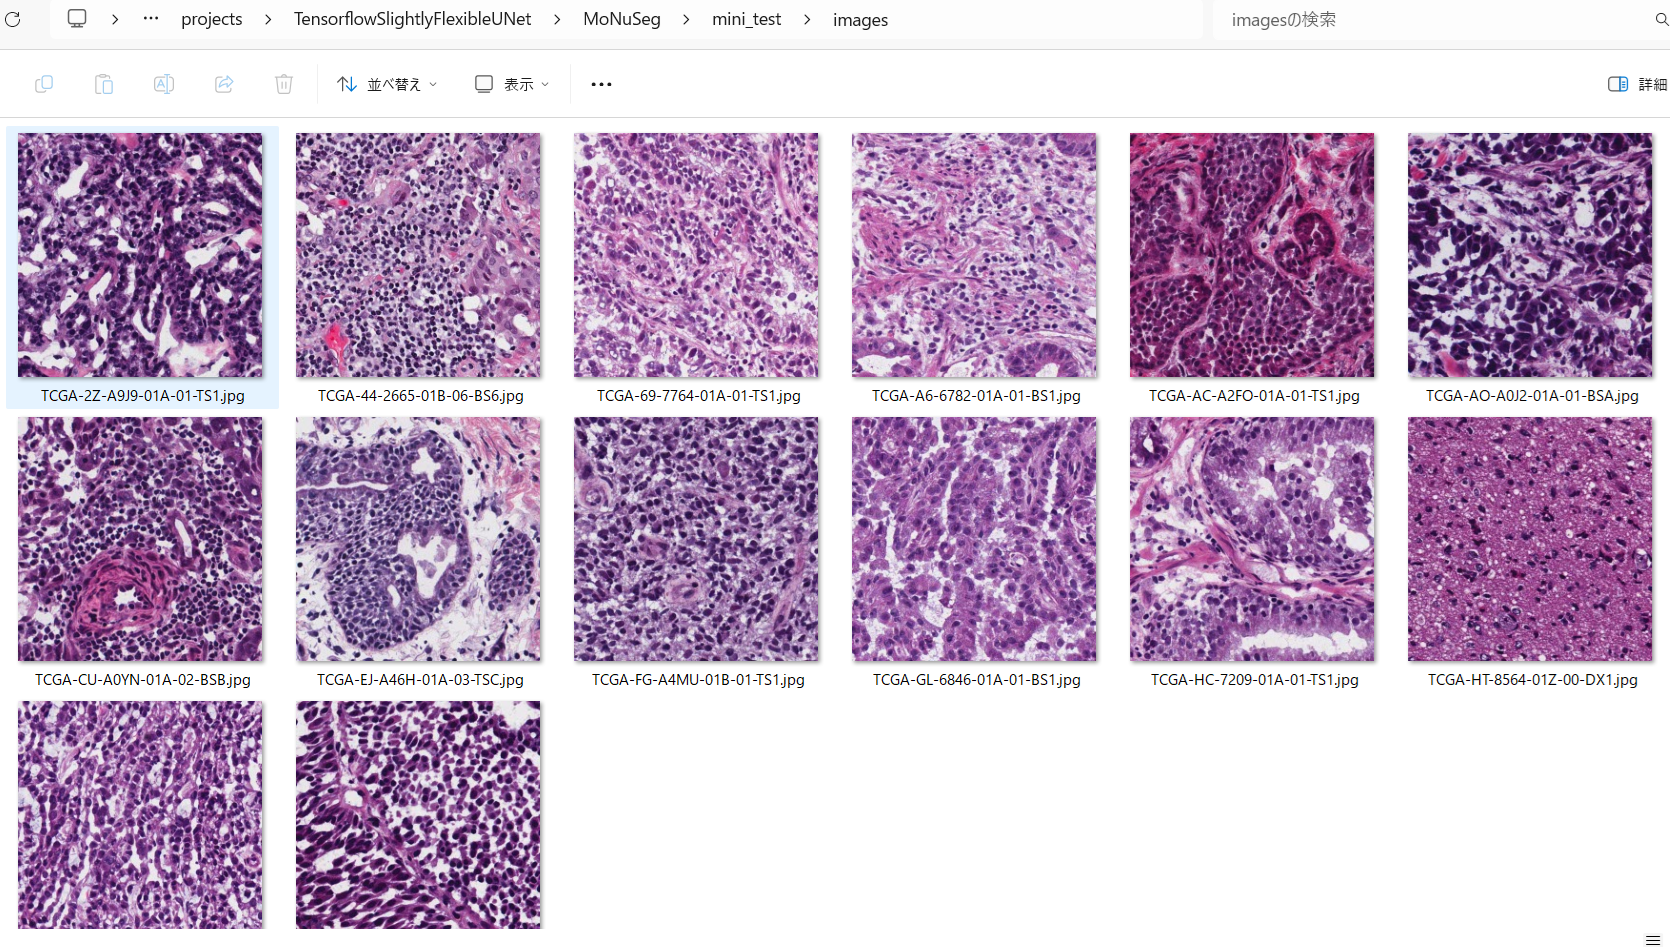 projects > TensorflowSlightlyFlexibleUNet > MoNuSeg > mini_test > images
imagesの検索
並べ替え
表示
詳細
TCGA-2Z-A9J9-01A-01-TS1.jpg
TCGA-44-2665-01B-06-BS6.jpg
TCGA-69-7764-01A-01-TS1.jpg
TCGA-A6-6782-01A-01-BS1.jpg
TCGA-AC-A2FO-01A-01-TS1.jpg
TCGA-AO-A0J2-01A-01-BSA.jpg
TCGA-CU-A0YN-01A-02-BSB.jpg
TCGA-EJ-A46H-01A-03-TSC.jpg
TCGA-FG-A4MU-01B-01-TS1.jpg
TCGA-GL-6846-01A-01-BS1.jpg
TCGA-HC-7209-01A-01-TS1.jpg
TCGA-HT-8564-01Z-00-DX1.jpg